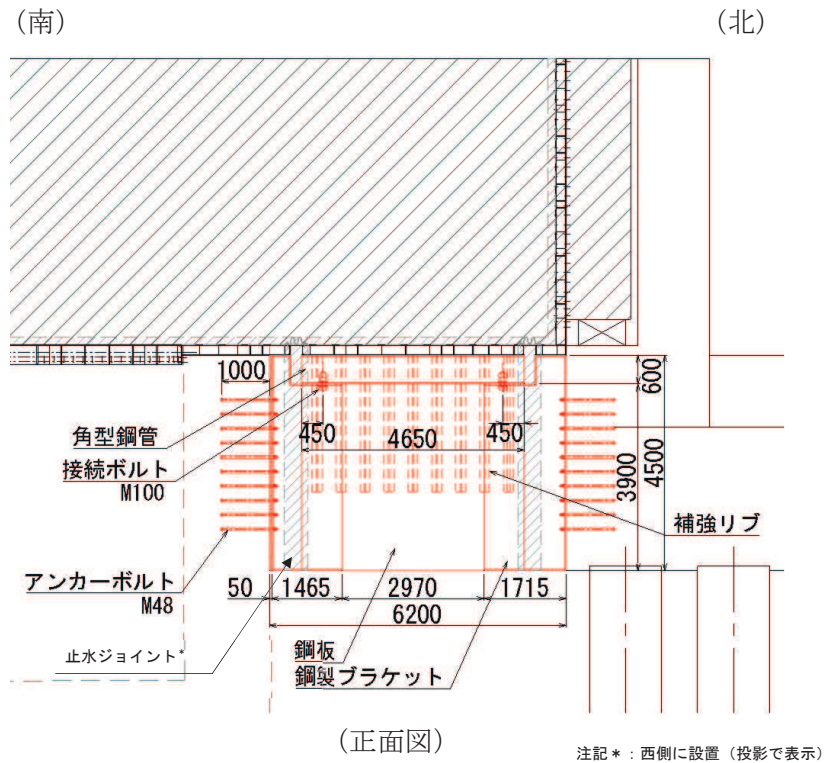 （南）
（北）
1000
600
角型鋼管
450
4650
450
接続ボルト
M100
3900
4500
補強リブ
アンカーボルト
M48
50
1465
2970
1715
6200
止水ジョイント*
鋼板
鋼製ブラケット
（正面図）
注記＊：西側に設置（投影で表示）